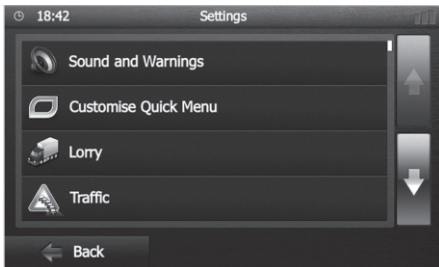 18:42 Settings
Sound and Warnings
Customise Quick Menu
Lorry
Traffic
Back